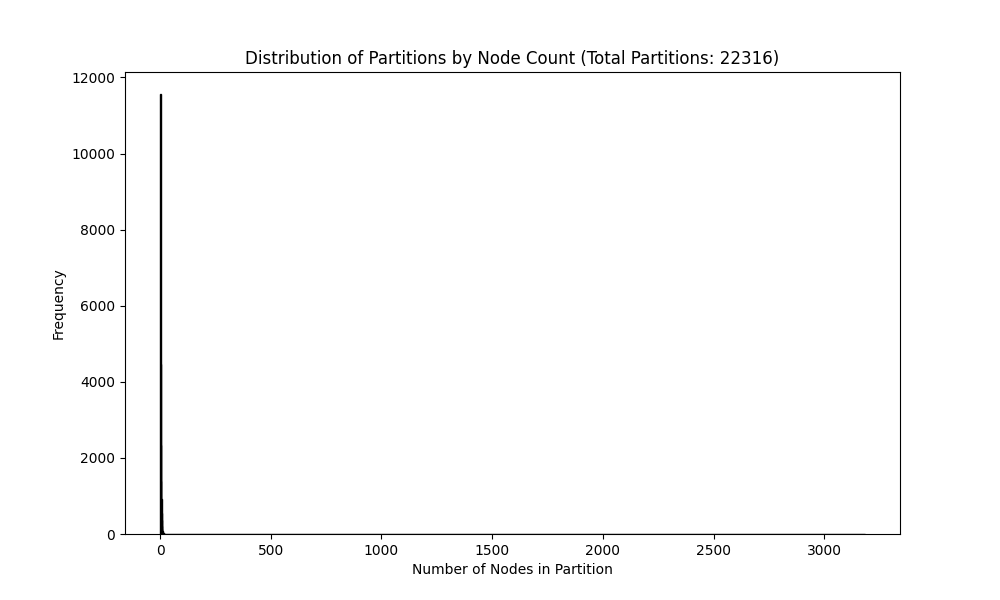 Distribution of Partitions by Node Count (Total Partitions: 22316)
12000
10000
8000
6000
4000
2000
0
Frequency
0 500 1000 1500 2000 2500 3000
Number of Nodes in Partition